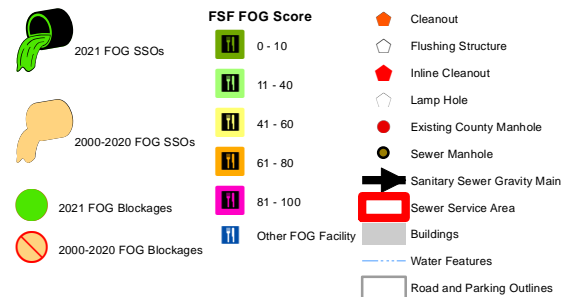 2021 FOG SSOs
2000-2020 FOG SSOs
2021 FOG Blockages
2000-2020 FOG Blockages
FSF FOG Score
0 - 10
11 - 40
41 - 60
61 - 80
81 - 100
Other FOG Facility
Cleanout
Flushing Structure
Inline Cleanout
Lamp Hole
Existing County Manhole
Sewer Manhole
Sanitary Sewer Gravity Main
Sewer Service Area
Buildings
Water Features
Road and Parking Outlines